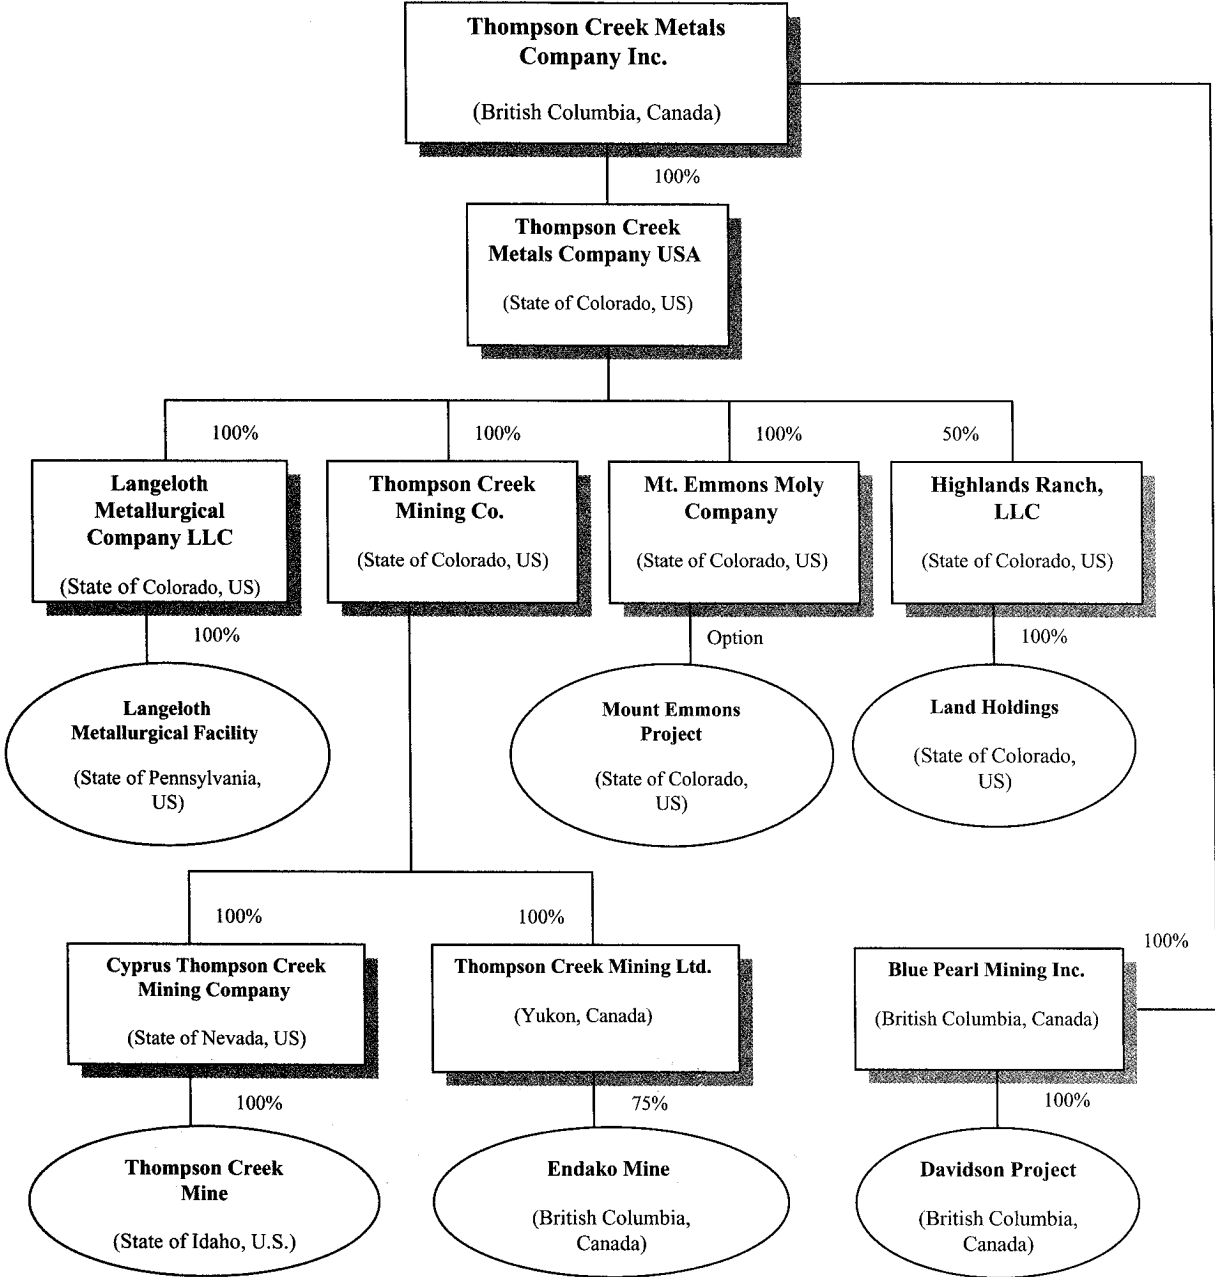 Thompson Creek Metals
Company Inc.
(British Columbia, Canada)
100%
Thompson Creek
Metals Company USA
(State of Colorado, US)
100%
100%
100%
50%
Langeloth
Metallurgical
Company LLC
(State of Colorado, US)
Thompson Creek
Mining Co.
(State of Colorado, US)
Mt. Emmons Moly
Company
(State of Colorado, US)
Highlands Ranch,
LLC
(State of Colorado, US)
100%
Option
100%
Langeloth
Metallurgical Facility
(State of Pennsylvania,
US)
Mount Emmons
Project
(State of Colorado,
US)
Land Holdings
(State of Colorado,
US)
100%
100%
100%
Cyprus Thompson Creek
Mining Company
(State of Nevada, US)
Thompson Creek Mining Ltd.
(Yukon, Canada)
Blue Pearl Mining Inc.
(British Columbia, Canada)
100%
75%
100%
Thompson Creek
Mine
(State of Idaho, U.S.)
Endako Mine
(British Columbia,
Canada)
Davidson Project
(British Columbia,
Canada)